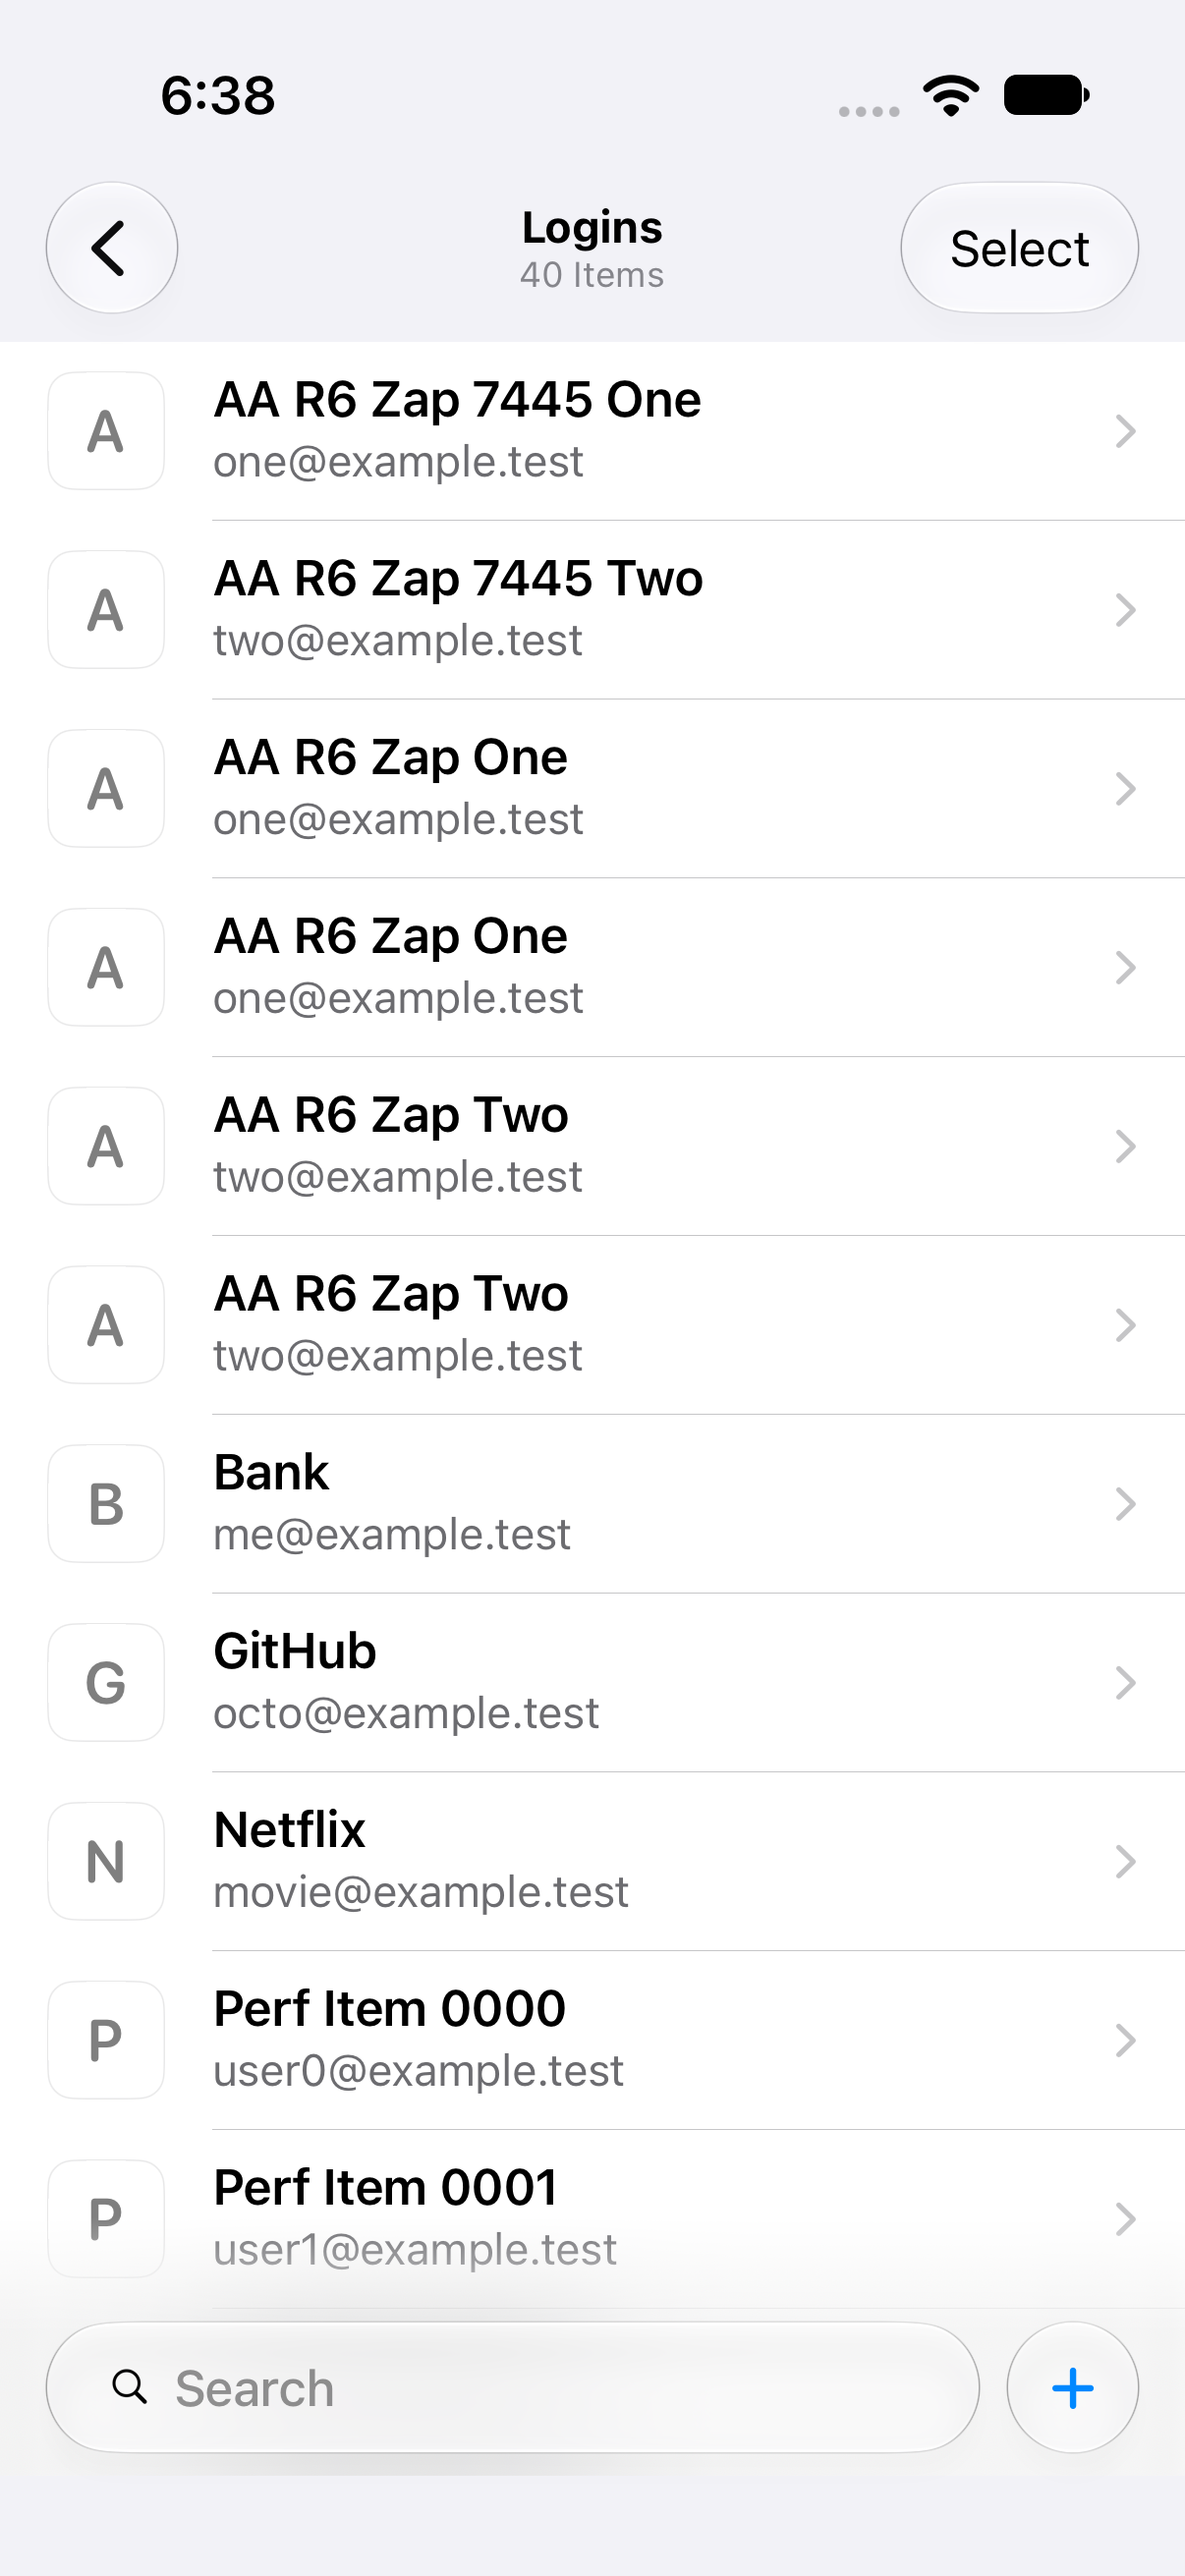 6:38
Logins
40 Items
Select
A
AA R6 Zap 7445 One
one@example.test
A
AA R6 Zap 7445 Two
two@example.test
A
AA R6 Zap One
one@example.test
A
AA R6 Zap One
one@example.test
A
AA R6 Zap Two
two@example.test
A
AA R6 Zap Two
two@example.test
B
Bank
me@example.test
G
GitHub
octo@example.test
N
Netflix
movie@example.test
P
Perf Item 0000
user0@example.test
P
Perf Item 0001
user1@example.test
Search